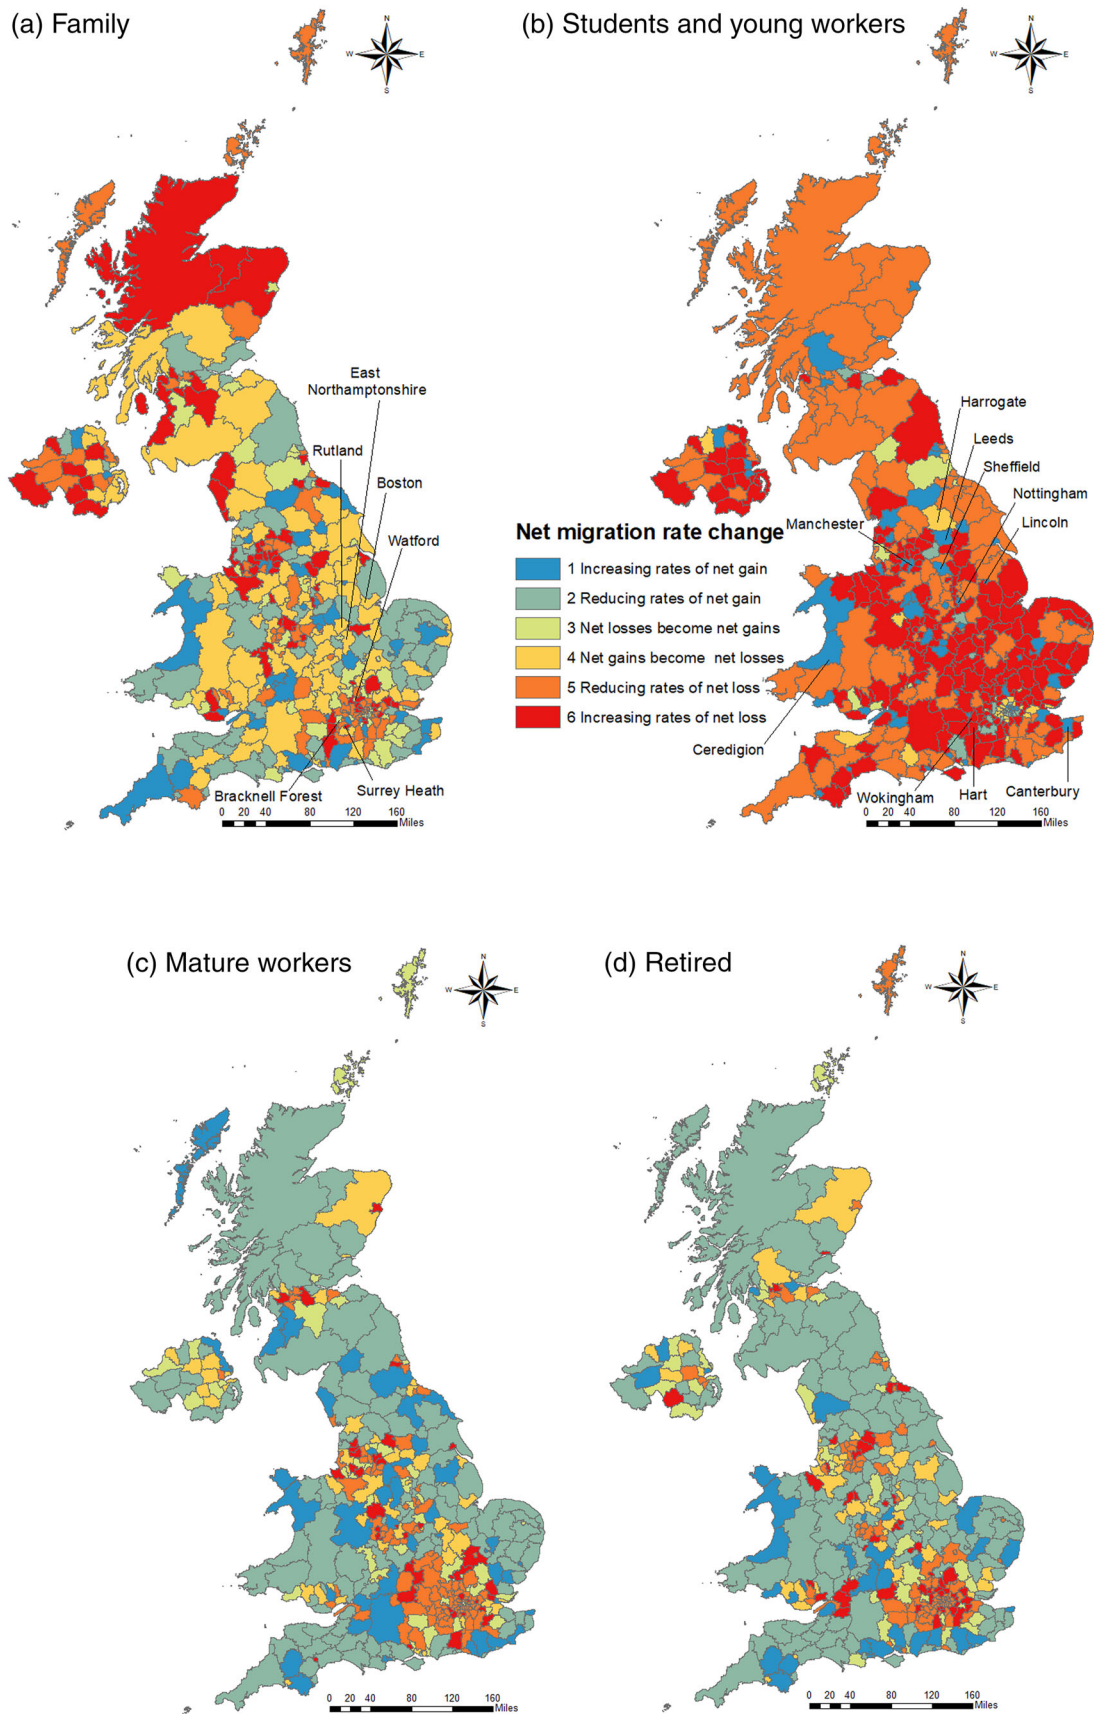 (a) Family
(b) Students and young workers
N
W
E
S
N
W
E
S
East
Northamptonshire
Rutland
Boston
Watford
Bracknell Forest
Surrey Heath
0 20 40 80 120 160
Miles
Harrogate
Leeds
Sheffield
Nottingham
Manchester
Lincoln
Ceredigion
Wokingham
Hart
Canterbury
0 20 40 80 120 160
Miles
Net migration rate change
1 Increasing rates of net gain
2 Reducing rates of net gain
3 Net losses become net gains
4 Net gains become net losses
5 Reducing rates of net loss
6 Increasing rates of net loss
(c) Mature workers
(d) Retired
N
W
E
S
N
W
E
S
0 20 40 80 120 160
Miles
0 20 40 80 120 160
Miles